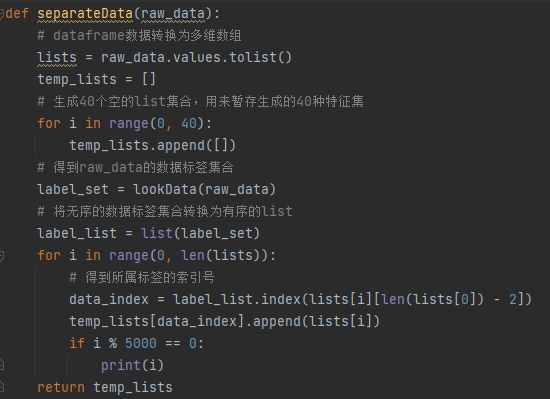 def separateData(raw_data):
    # dataframe数据转换为多维数组
    lists = raw_data.values.tolist()
    temp_lists = []
    # 生成40个空的list集合，用来暂存生成的40种特征集
    for i in range(0, 40):
        temp_lists.append([])
    # 得到raw_data的数据标签集合
    label_set = lookData(raw_data)
    # 将无序的数据标签集合转换为有序的list
    label_list = list(label_set)
    for i in range(0, len(lists)):
        # 得到所属标签的索引号
        data_index = label_list.index(lists[i][len(lists[0]) - 2])
        temp_lists[data_index].append(lists[i])
        if i % 5000 == 0:
            print(i)
    return temp_lists